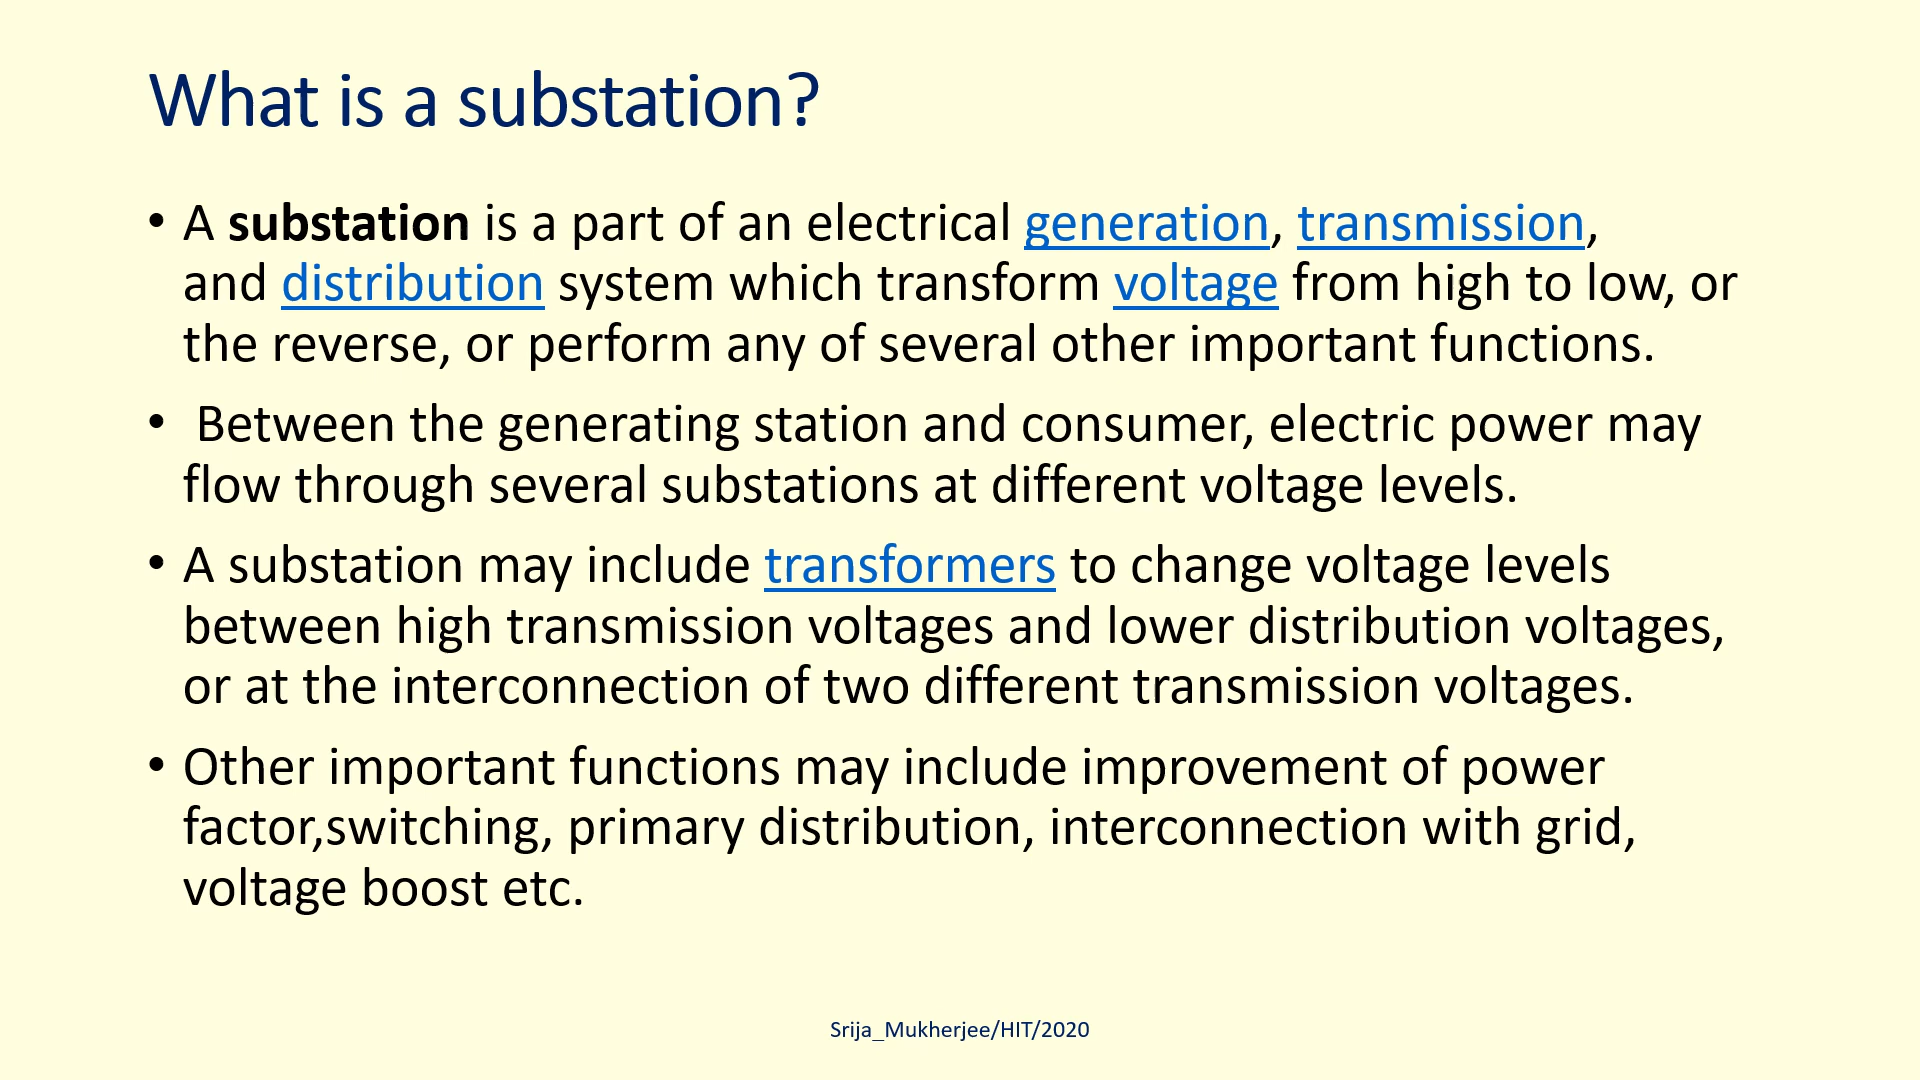 What is a substation?
• A substation is a part of an electrical generation, transmission,
and distribution system which transform voltage from high to low, or
the reverse, or perform any of several other important functions.
• Between the generating station and consumer, electric power may
flow through several substations at different voltage levels.
• A substation may include transformers to change voltage levels
between high transmission voltages and lower distribution voltages,
or at the interconnection of two different transmission voltages.
• Other important functions may include improvement of power
factor,switching, primary distribution, interconnection with grid,
voltage boost etc.
Srija_Mukherjee/HIT/2020